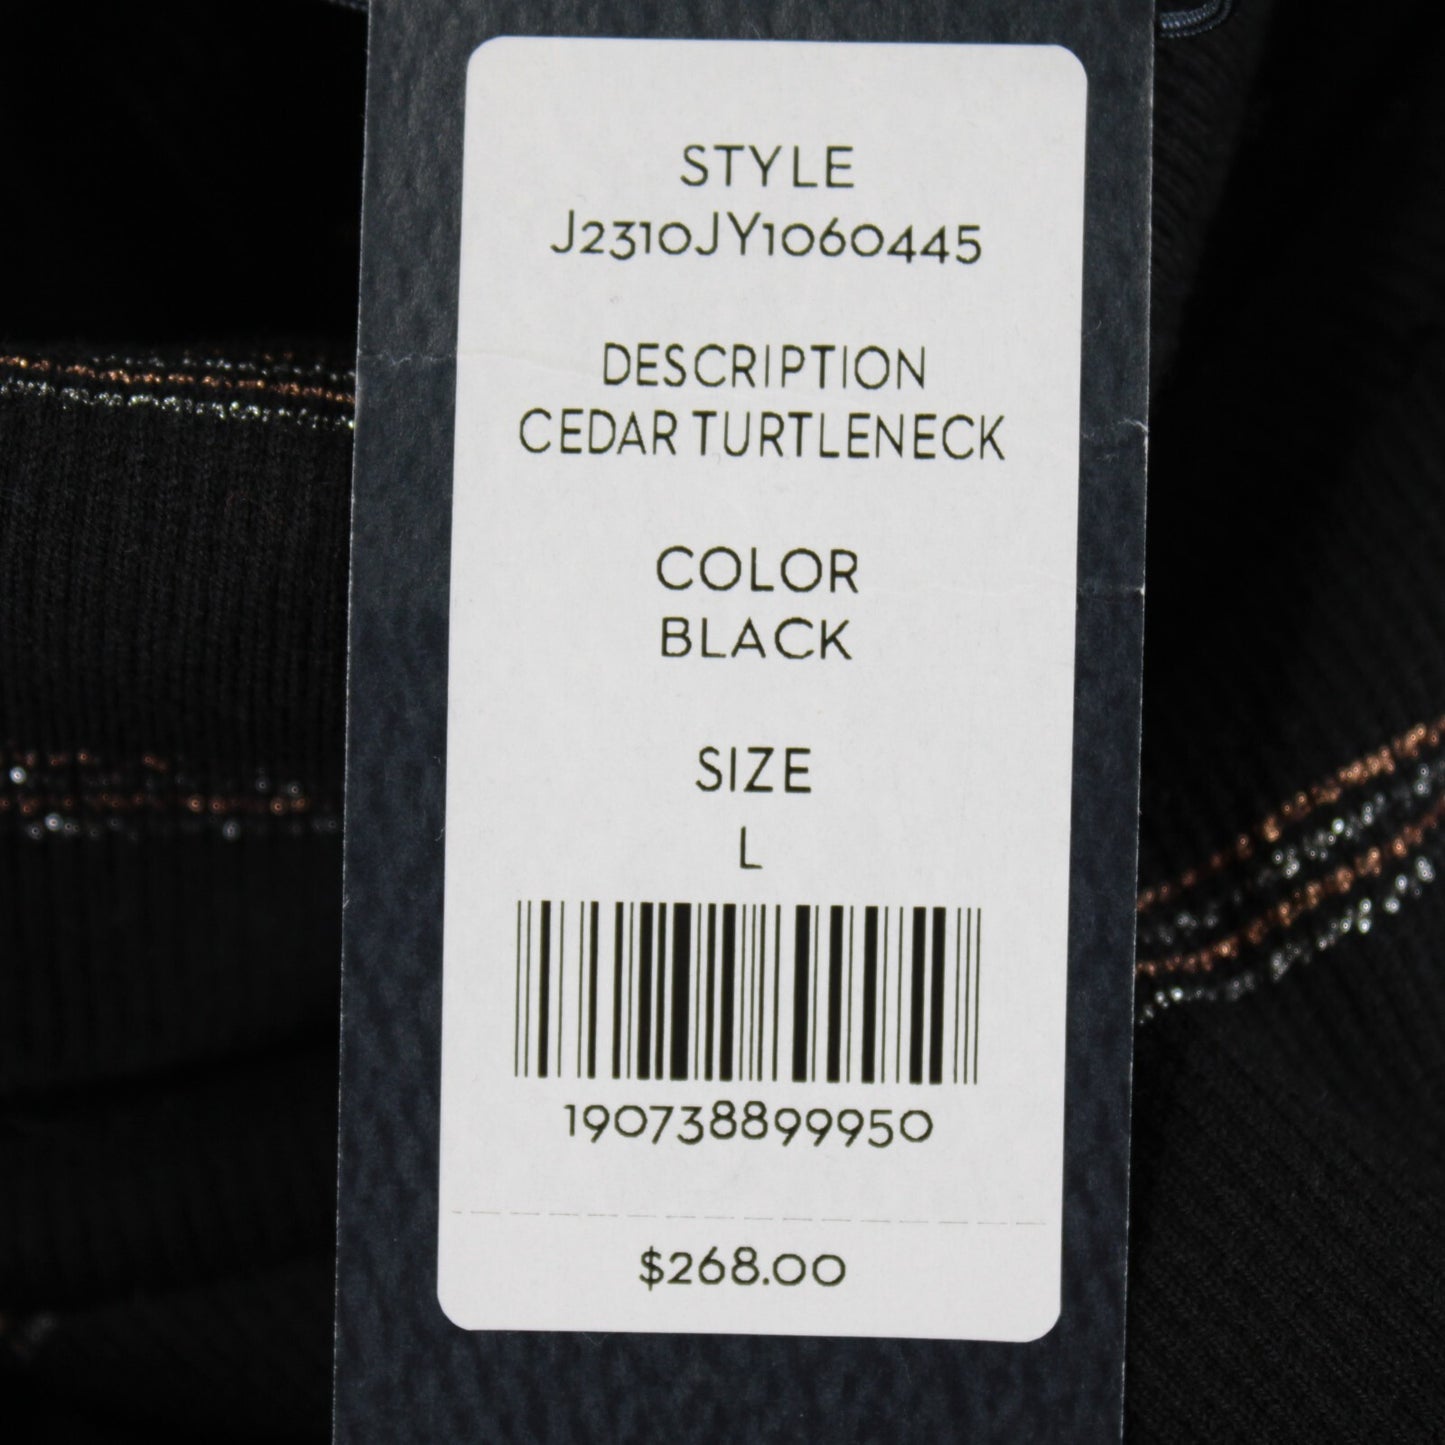 STYLE
J2310JY1060445
DESCRIPTION
CEDAR TURTLENECK
COLOR
BLACK
SIZE
L
190738899950
$268.00